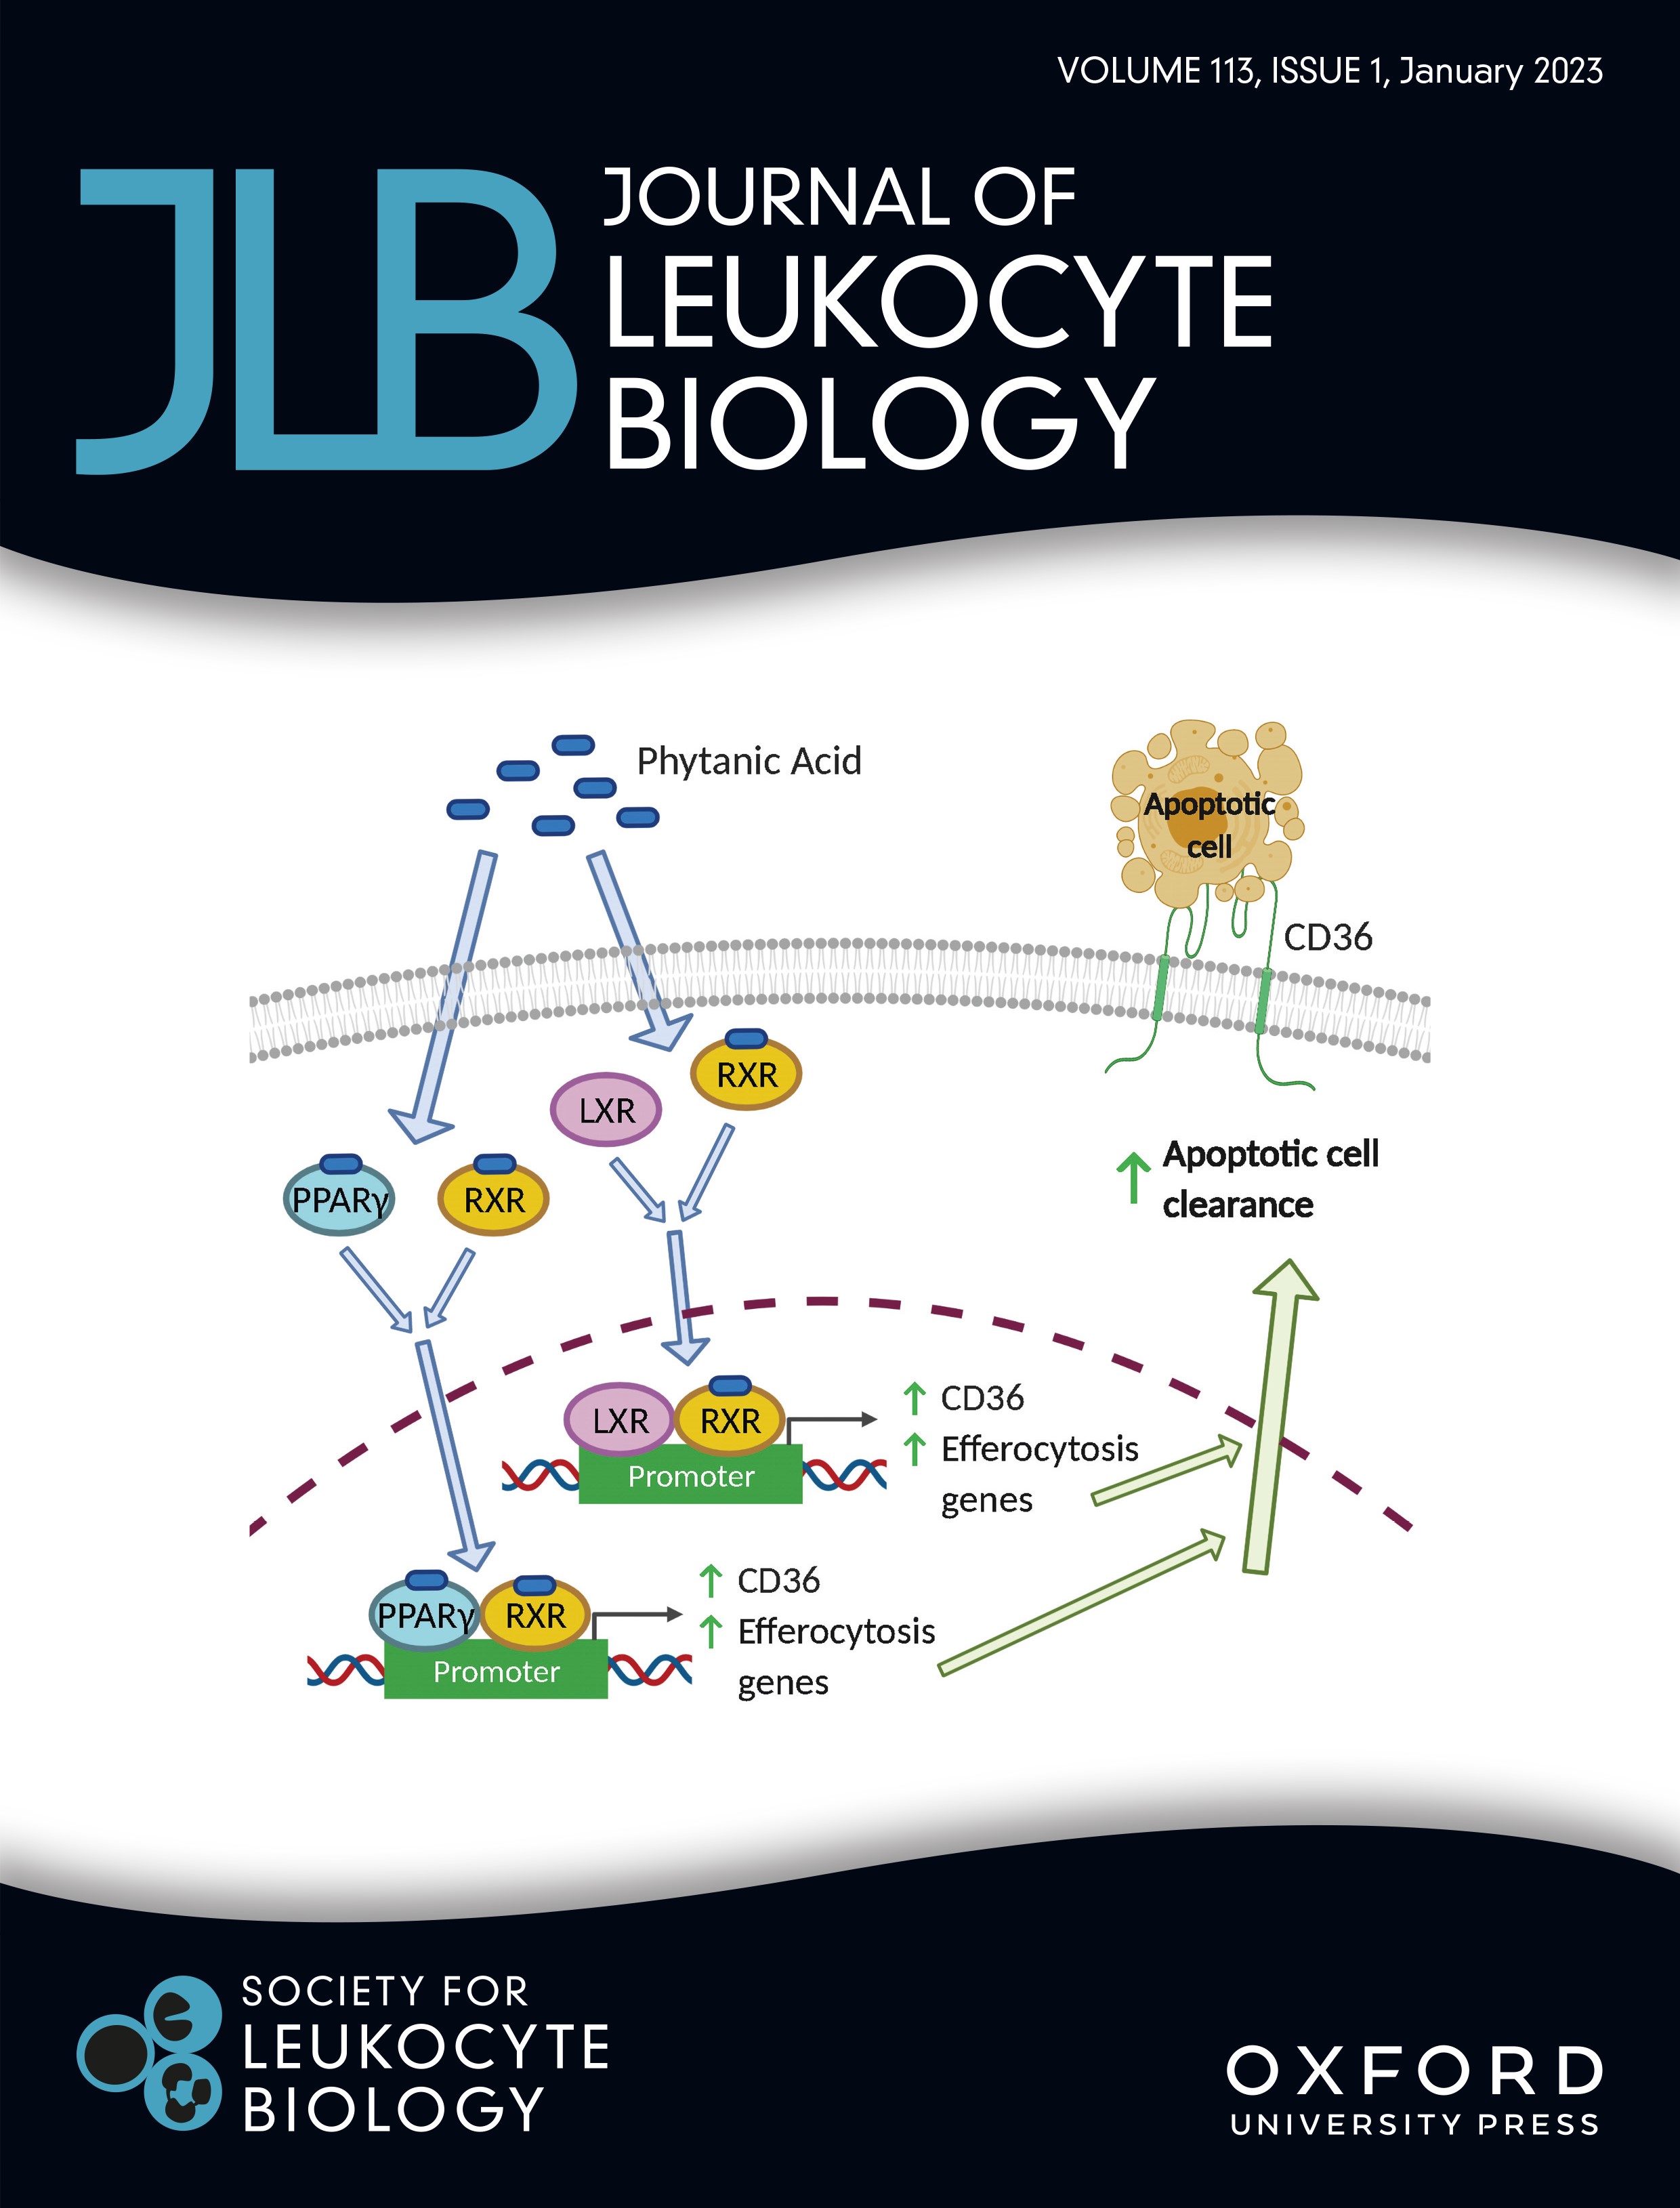 VOLUME 113, ISSUE 1, January 2023
JLB
JOURNAL OF
LEUKOCYTE
BIOLOGY
Phytanic Acid
Apoptotic
cell
CD36
RXR
LXR
PPARγ
RXR
Apoptotic cell
clearance
LXR
RXR
Promoter
CD36
Efferocytosis
genes
PPARγ
RXR
Promoter
CD36
Efferocytosis
genes
SOCIETY FOR
LEUKOCYTE
BIOLOGY
OXFORD
UNIVERSITY PRESS